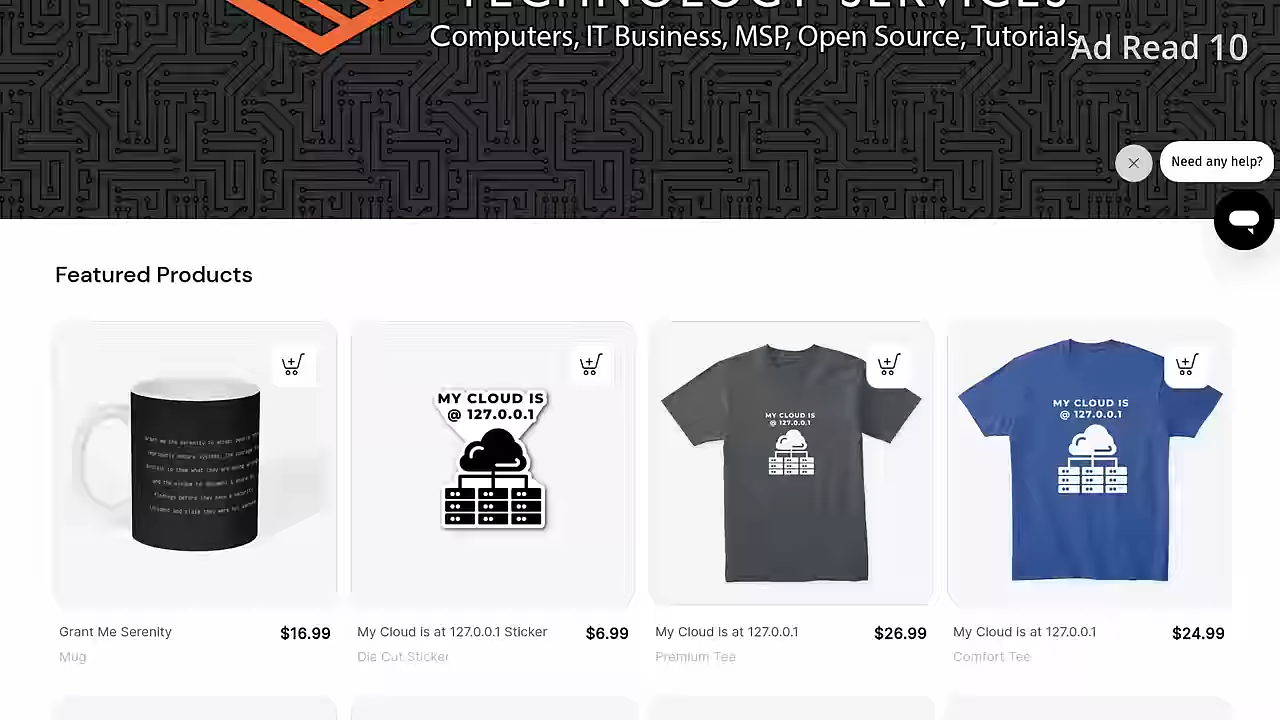 TECHNOLOGY SERVICES
Computers, IT Business, MSP, Open Source, Tutorials
Ad Read 10
Need any help?
Featured Products
MY CLOUD IS
@ 127.0.0.1
MY CLOUD IS
@ 127.0.0.1
MY CLOUD IS
@ 127.0.0.1
Grant Me Serenity
$16.99
My Cloud is at 127.0.0.1 Sticker
$6.99
My Cloud is at 127.0.0.1
$26.99
My Cloud is at 127.0.0.1
$24.99
Mug
Die Cut Sticker
Premium Tee
Comfort Tee